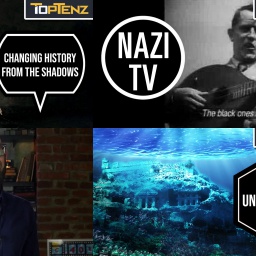 TOPTENZ
CHANGING HISTORY
FROM THE SHADOWS
NAZI
TV
The black ones
UN